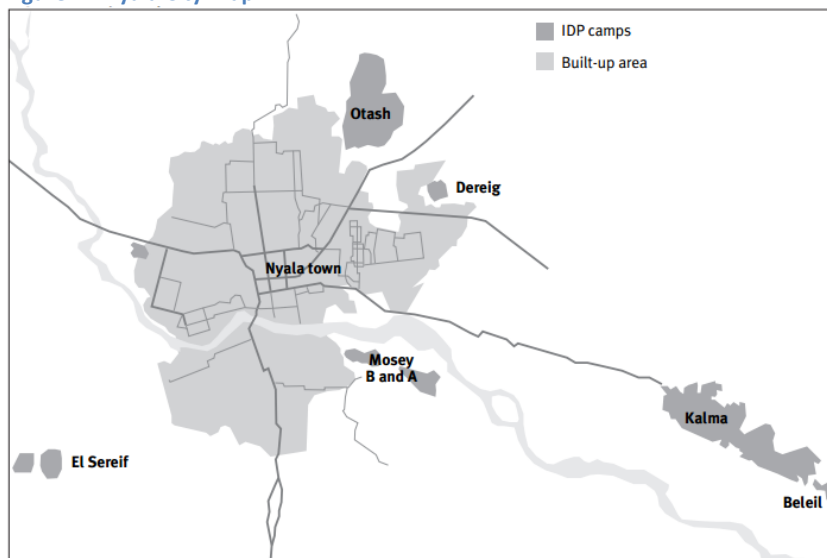 IDP camps
Built-up area
Otash
Dereig
Nyala town
Mosey
B and A
Kalma
El Sereif
Beleil